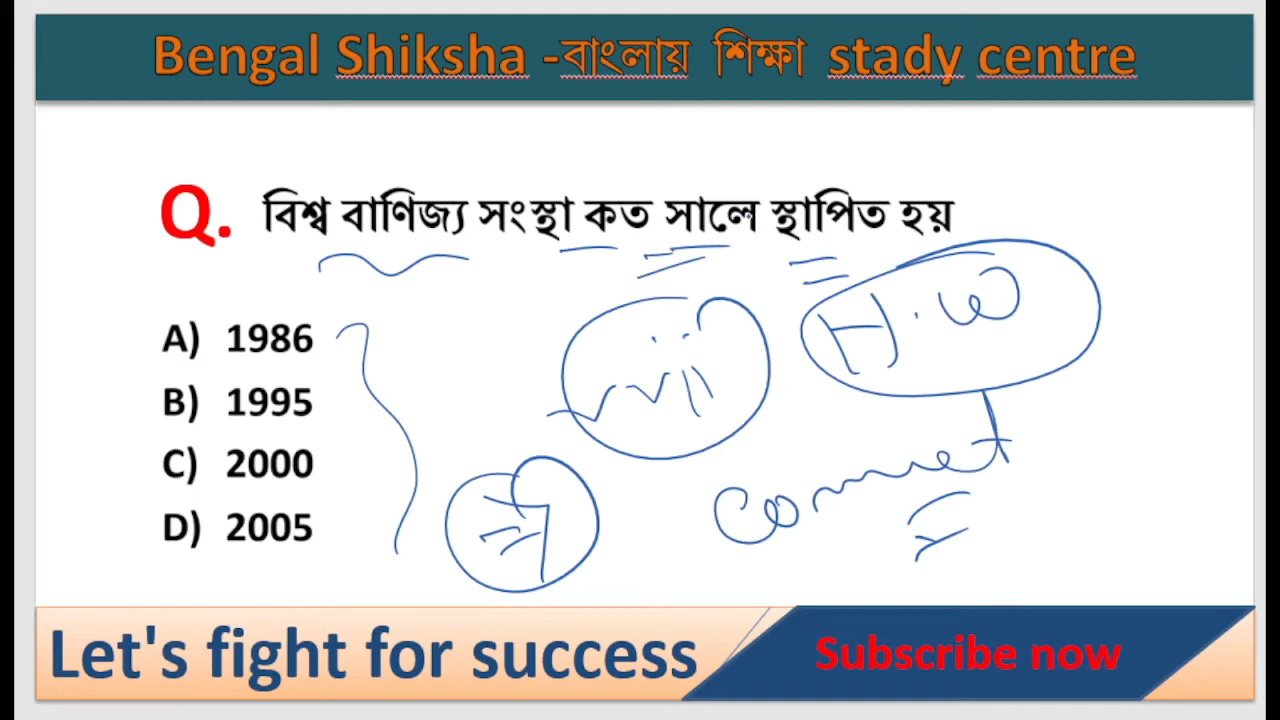 Bengal Shiksha -বাংলায় শিক্ষা stady centre
Q. বিশ্ব বাণিজ্য সংস্থা কত সালে স্থাপিত হয়
A) 1986
B) 1995
C) 2000
D) 2005
H.W
Let's fight for success
Subscribe now